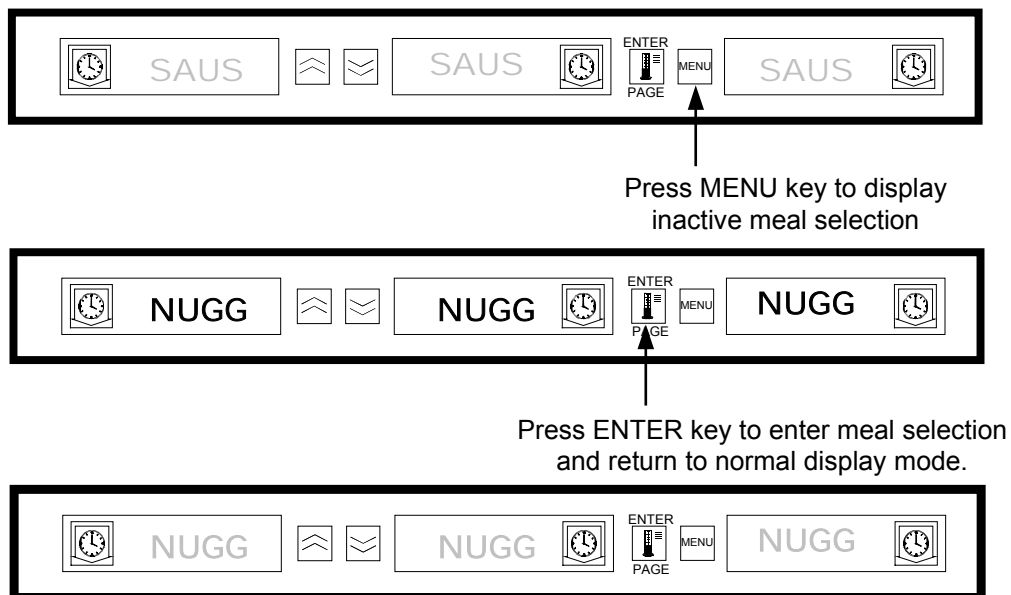 ENTER
SAUS SAUS MENU SAUS
PAGE
Press MENU key to display
inactive meal selection
ENTER
NUGG NUGG MENU NUGG
PAGE
Press ENTER key to enter meal selection
and return to normal display mode.
ENTER
NUGG NUGG MENU NUGG
PAGE